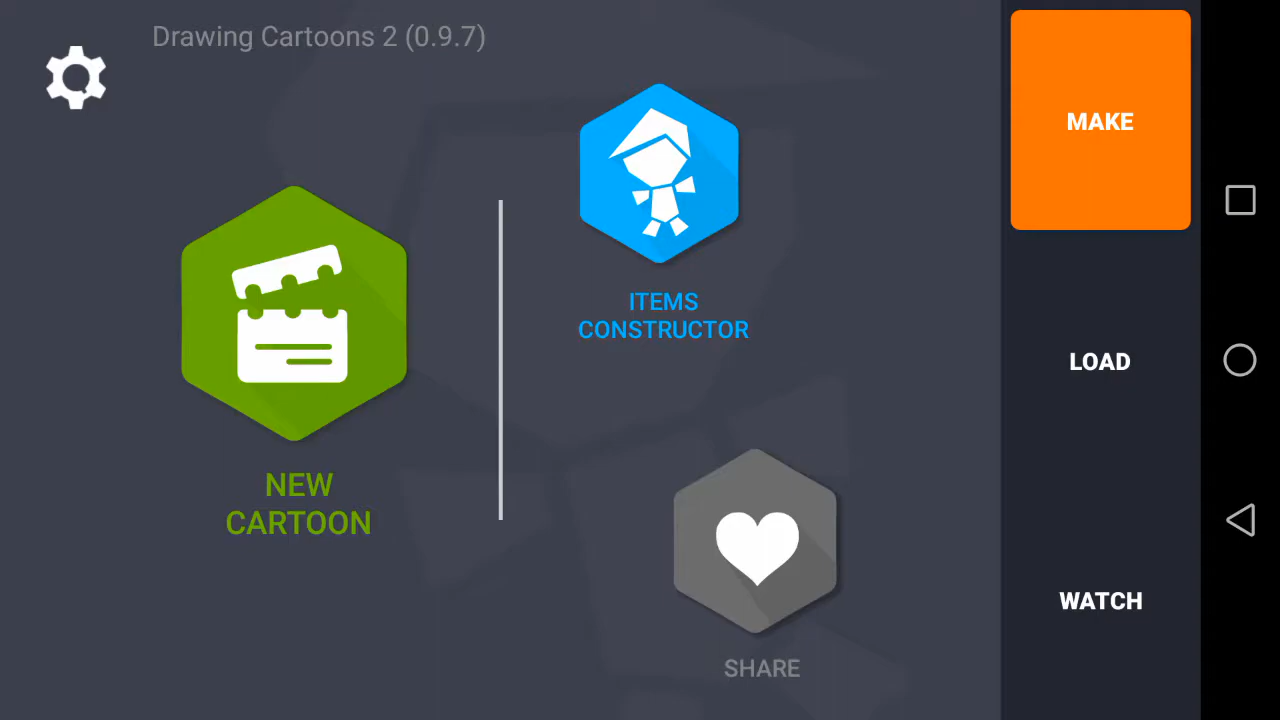 Drawing Cartoons 2 (0.9.7)
NEW
CARTOON
ITEMS
CONSTRUCTOR
SHARE
MAKE
LOAD
WATCH